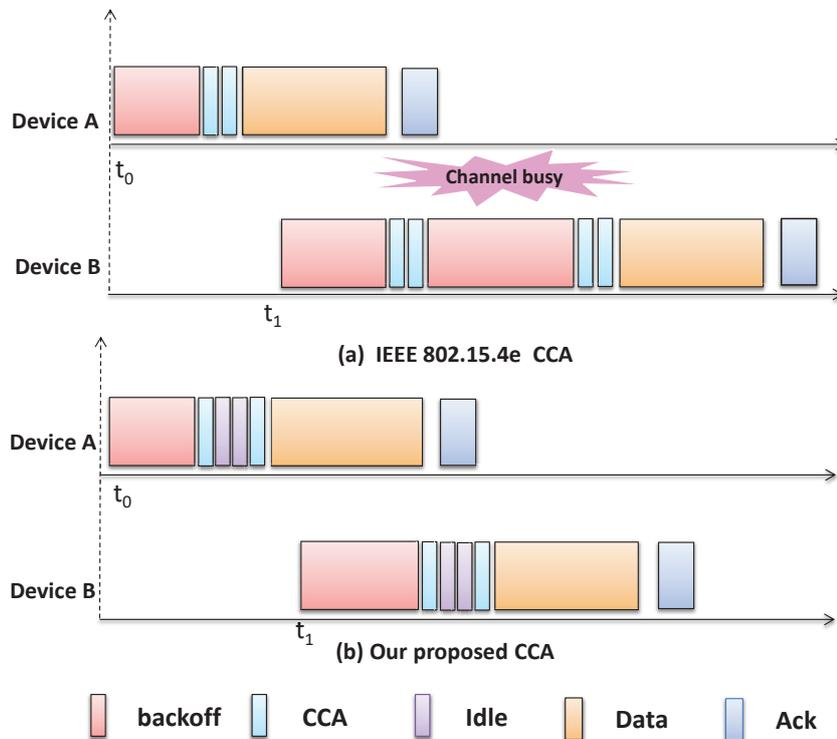 Device A
t0
Channel busy
Device B
t1
(a) IEEE 802.15.4e CCA
Device A
t0
Device B
t1
(b) Our proposed CCA
backoff CCA Idle Data Ack